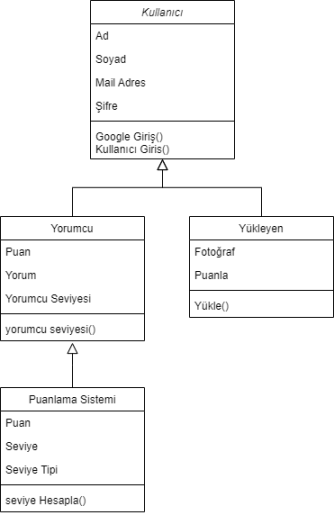 Kullanıcı
Ad
Soyad
Mail Adres
Şifre
Google Giriş()
Kullanıcı Giris()
Yorumcu
Puan
Yorum
Yorumcu Seviyesi
yorumcu seviyesi()
Yükleyen
Fotoğraf
Puanla
Yükle()
Puanlama Sistemi
Puan
Seviye
Seviye Tipi
seviye Hesapla()